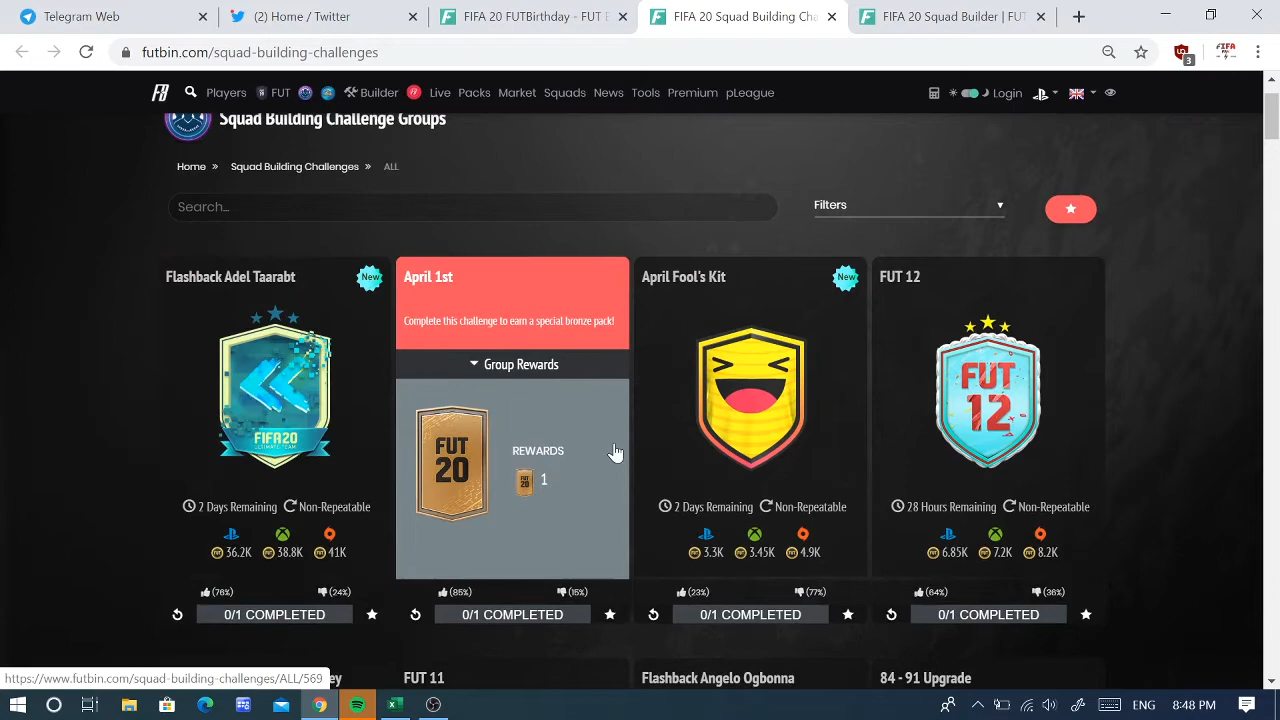 (2) Home / Twitter
FIFA 20 FUTBirthday - FUT E
FIFA 20 Squad Building Challeng
FIFA 20 Squad Builder | FUT
futbin.com/squad-building-challenges
3
Players FUT Builder Live Packs Market Squads News Tools Premium pLeague Login
Squad Building Challenge Groups
Home » Squad Building Challenges » ALL
Search...
Filters
Flashback Adel Taarabt
New
FIFA20
ULTIMATE TEAM
2 Days Remaining Non-Repeatable
36.2K 38.8K 41K
(76%) (24%)
0/1 COMPLETED
April 1st
Complete this challenge to earn a special bronze pack!
Group Rewards
FUT
20
REWARDS
1
(85%) (15%)
0/1 COMPLETED
April Fool's Kit
New
2 Days Remaining Non-Repeatable
3.3K 3.45K 4.9K
(23%) (77%)
0/1 COMPLETED
FUT 12
FUT
12
28 Hours Remaining Non-Repeatable
6.85K 7.2K 8.2K
(64%) (36%)
0/1 COMPLETED
FUT 11
Flashback Angelo Ogbonna
84 - 91 Upgrade
https://www.futbin.com/squad-building-challenges/ALL/569
ENG 8:48 PM